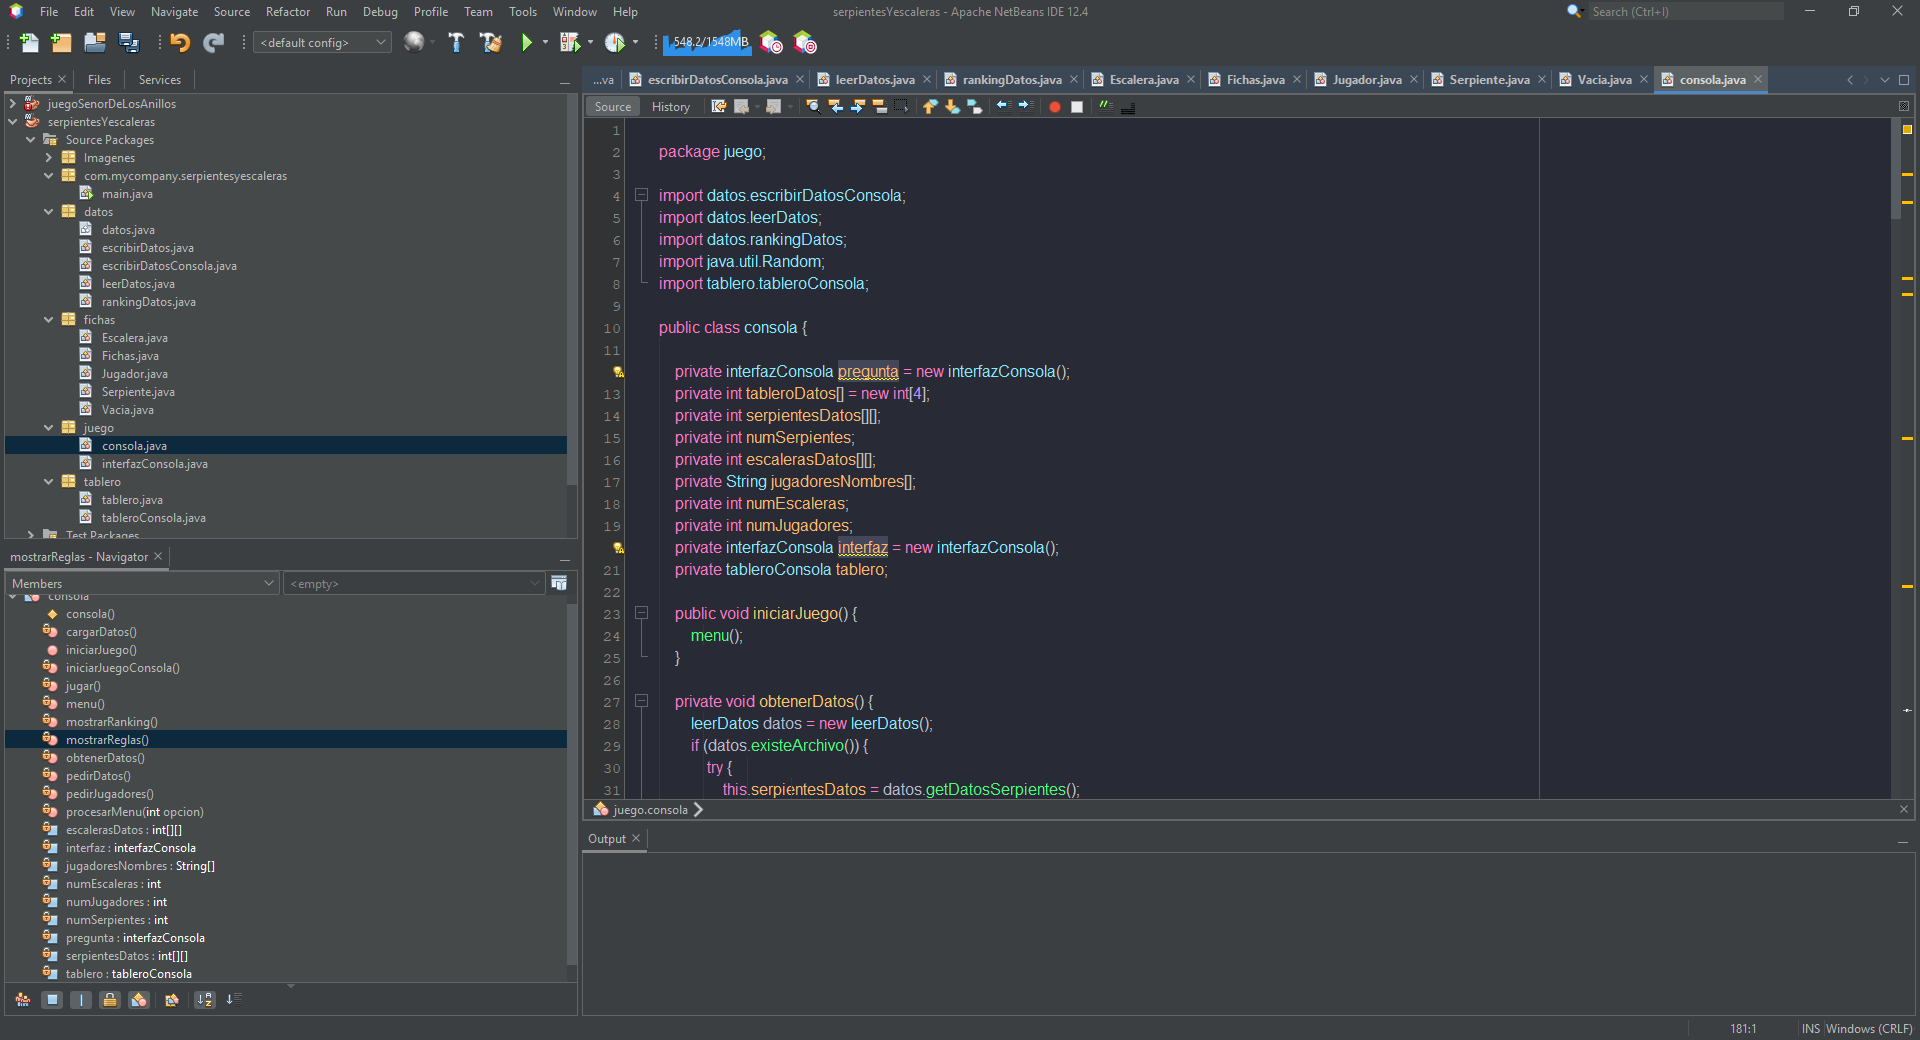 File Edit View Navigate Source Refactor Run Debug Profile Team Tools Window Help
serpientesYescaleras - Apache NetBeans IDE 12.4
Search (Ctrl+I)
<default config>
548.2/1548MB
Projects Files Services
juegoSenorDeLosAnillos
serpientesYescaleras
Source Packages
Imagenes
com.mycompany.serpientesyescaleras
main.java
datos
datos.java
escribirDatos.java
escribirDatosConsola.java
leerDatos.java
rankingDatos.java
fichas
Escalera.java
Fichas.java
Jugador.java
Serpiente.java
Vacia.java
juego
consola.java
interfazConsola.java
tablero
tablero.java
tableroConsola.java
Test Packages
mostrarReglas - Navigator
Members
<empty>
consola
consola()
cargarDatos()
iniciarJuego()
iniciarJuegoConsola()
jugar()
menu()
mostrarRanking()
mostrarReglas()
obtenerDatos()
pedirDatos()
pedirJugadores()
procesarMenu(int opcion)
escalerasDatos : int[][]
interfaz : interfazConsola
jugadoresNombres : String[]
numEscaleras : int
numJugadores : int
numSerpientes : int
pregunta : interfazConsola
serpientesDatos : int[][]
tablero : tableroConsola
...va escribirDatosConsola.java leerDatos.java rankingDatos.java Escalera.java Fichas.java Jugador.java Serpiente.java Vacia.java consola.java
Source History
1
2 package juego;
3
4 import datos.escribirDatosConsola;
5 import datos.leerDatos;
6 import datos.rankingDatos;
7 import java.util.Random;
8 import tablero.tableroConsola;
9
10 public class consola {
11
private interfazConsola pregunta = new interfazConsola();
13 private int tableroDatos[] = new int[4];
14 private int serpientesDatos[][];
15 private int numSerpientes;
16 private int escalerasDatos[][];
17 private String jugadoresNombres[];
18 private int numEscaleras;
19 private int numJugadores;
private interfazConsola interfaz = new interfazConsola();
21 private tableroConsola tablero;
22
23 public void iniciarJuego() {
24 menu();
25 }
26
27 private void obtenerDatos() {
28 leerDatos datos = new leerDatos();
29 if (datos.existeArchivo()) {
30 try {
31 this.serpientesDatos = datos.getDatosSerpientes();
juego.consola
Output
181:1 INS Windows (CRLF)